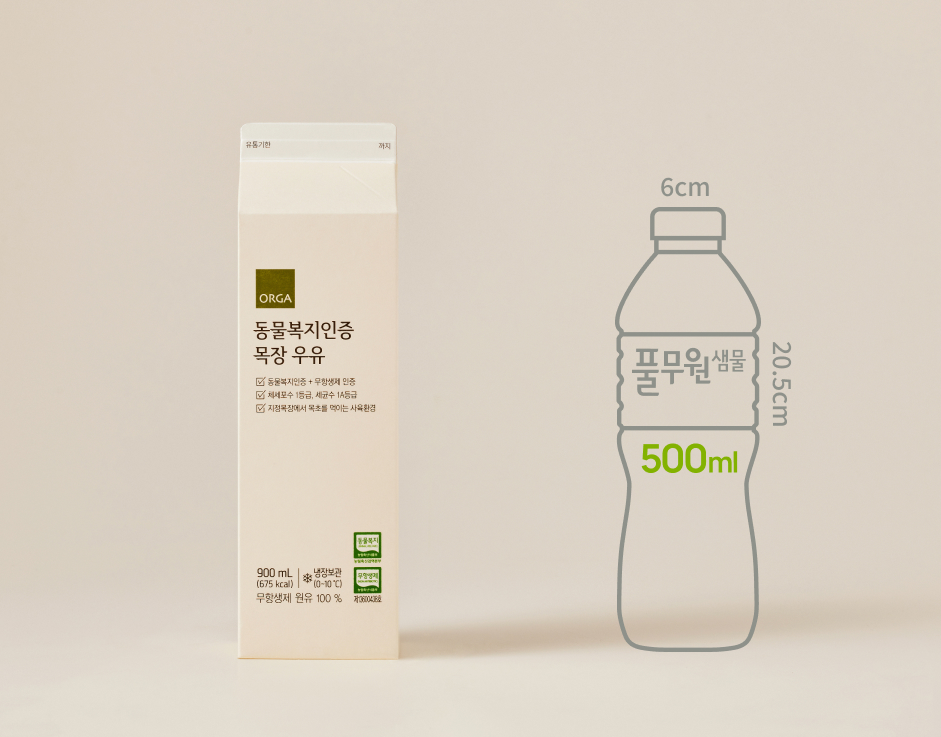 유통기한
까지
ORGA
동물복지인증
목장 우유
동물복지인증 + 무항생제 인증
체세포수 1등급, 세균수 1A등급
지정목장에서 목초를 먹이는 사육환경
동물복지
무항생제
900 mL
(675 kcal)
냉장보관
(0-10℃)
무항생제 원유 100 %
6cm
풀무원샘물
20.5cm
500ml